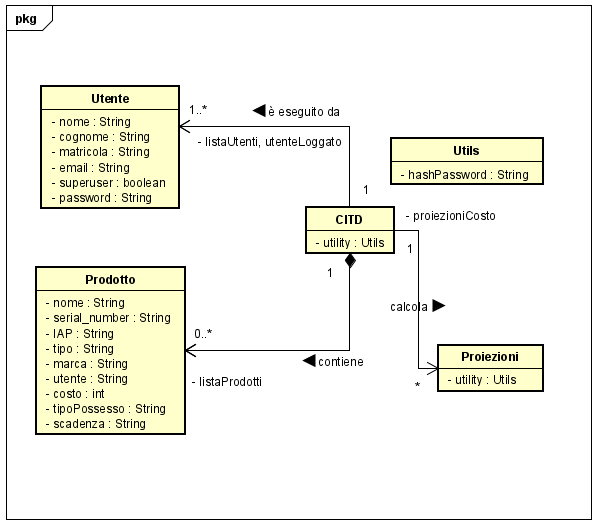 pkg
Utente
- nome : String
- cognome : String
- matricola : String
- email : String
- superuser : boolean
- password : String
1..*
è eseguito da
- listaUtenti, utenteLoggato
1
Utils
- hashPassword : String
CITD
- utility : Utils
- proiezioniCosto
1
1
Prodotto
- nome : String
- serial_number : String
- IAP : String
- tipo : String
- marca : String
- utente : String
- costo : int
- tipoPossesso : String
- scadenza : String
0..*
contiene
- listaProdotti
calcola
*
Proiezioni
- utility : Utils